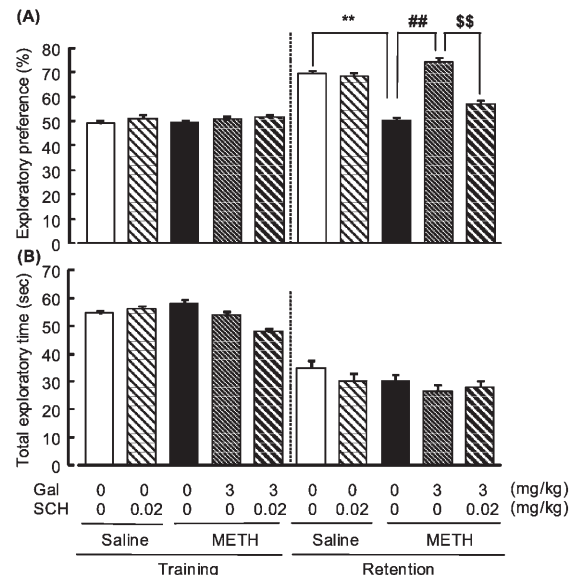 (A)
** ## $$
Exploratory preference (%)
80
70
60
50
40
30
20
10
0
(B)
Total exploratory time (sec)
70
60
50
40
30
20
10
0
Gal 0 0 0 3 3 0 0 0 3 3 (mg/kg)
SCH 0 0.02 0 0 0.02 0 0.02 0 0 0.02 (mg/kg)
Saline METH Saline METH
Training Retention